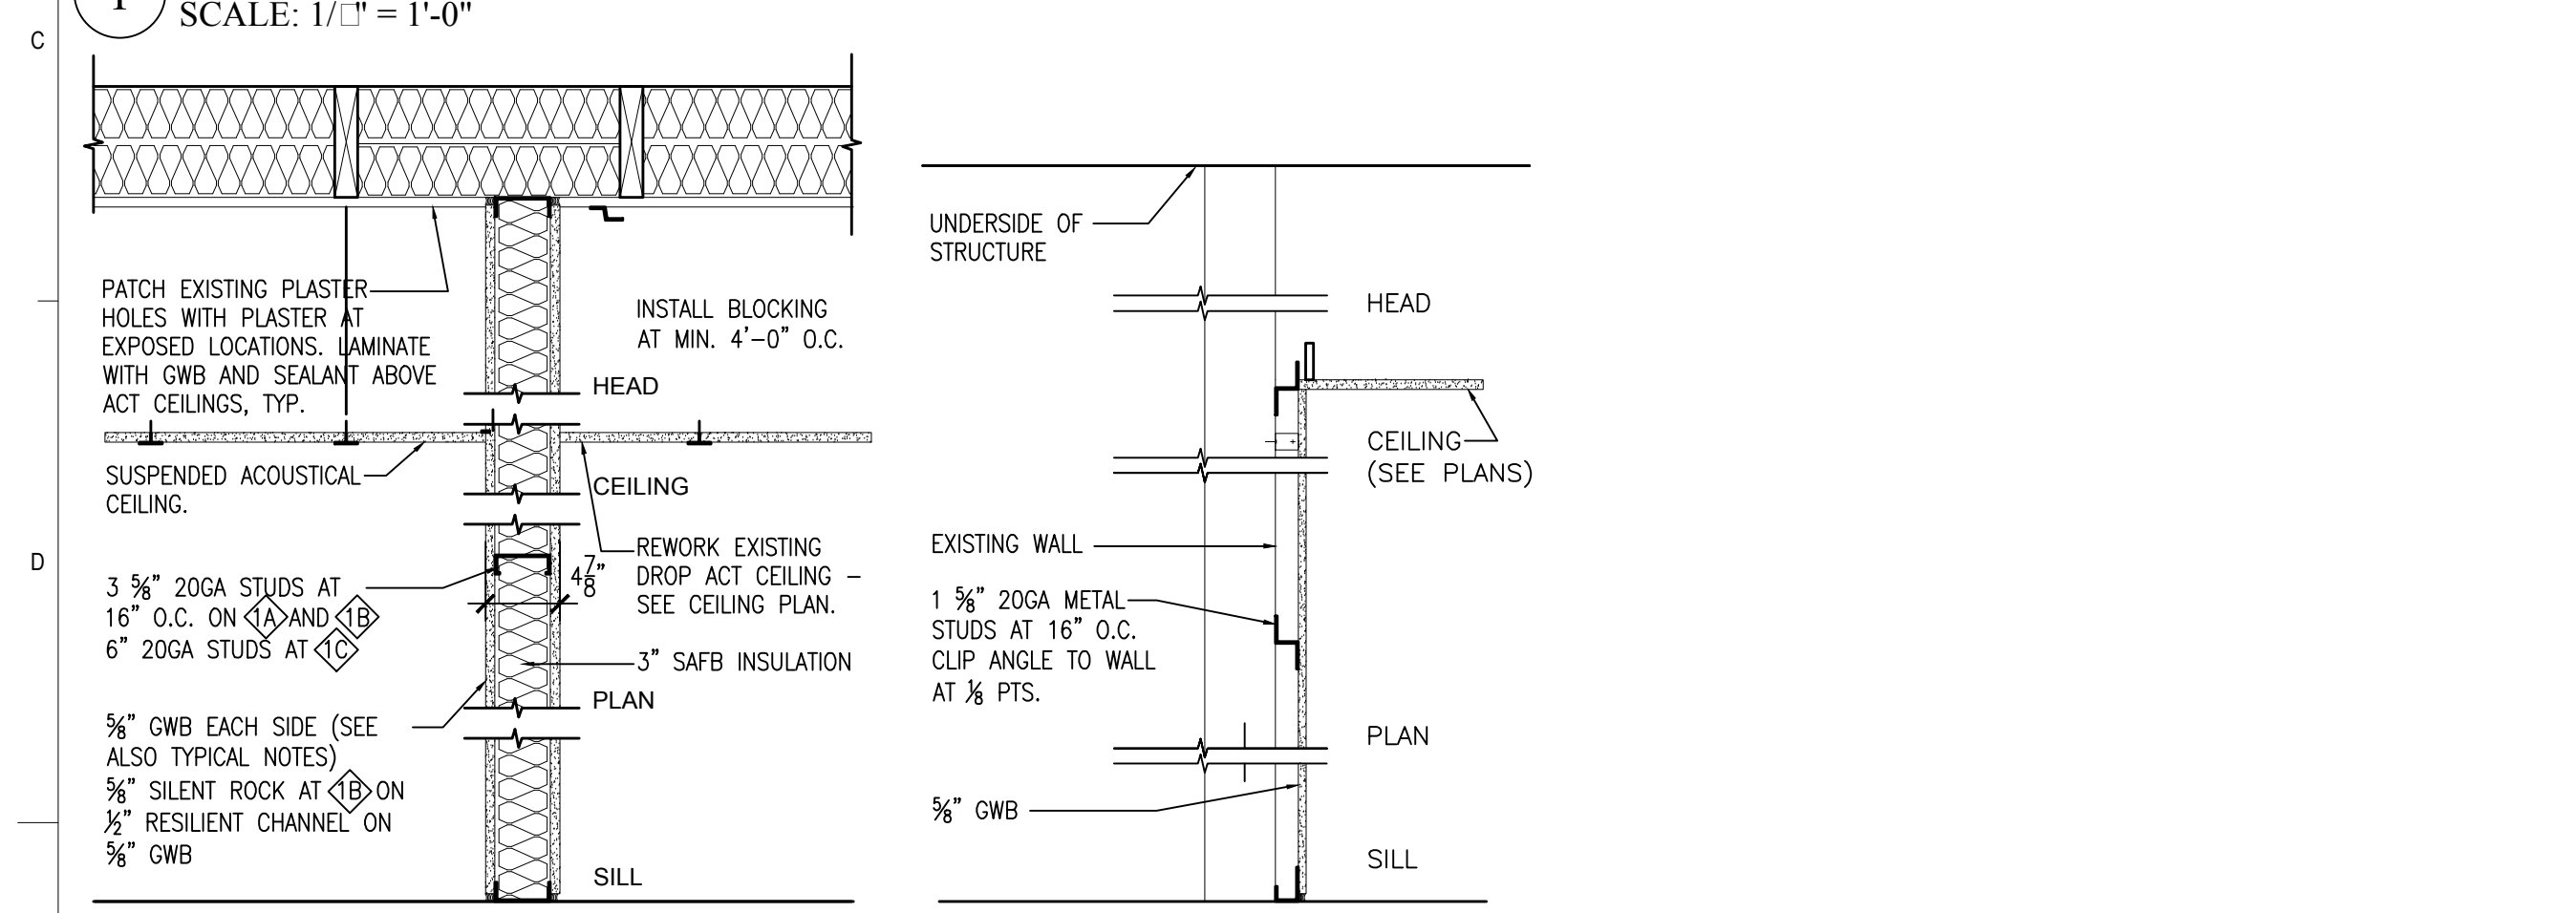 C
SCALE: 1/□" = 1'-0"
PATCH EXISTING PLASTER
HOLES WITH PLASTER AT
EXPOSED LOCATIONS. LAMINATE
WITH GWB AND SEALANT ABOVE
ACT CEILINGS, TYP.
INSTALL BLOCKING
AT MIN. 4'-0" O.C.
HEAD
SUSPENDED ACOUSTICAL
CEILING.
CEILING
REWORK EXISTING
DROP ACT CEILING –
SEE CEILING PLAN.
D
3 ⅝" 20GA STUDS AT
16" O.C. ON 1A AND 1B
6" 20GA STUDS AT 1C
4⅞"
3" SAFB INSULATION
PLAN
⅝" GWB EACH SIDE (SEE
ALSO TYPICAL NOTES)
⅝" SILENT ROCK AT 1B ON
½" RESILIENT CHANNEL ON
⅝" GWB
SILL
UNDERSIDE OF
STRUCTURE
HEAD
CEILING
(SEE PLANS)
EXISTING WALL
1 ⅝" 20GA METAL
STUDS AT 16" O.C.
CLIP ANGLE TO WALL
AT ⅛ PTS.
PLAN
⅝" GWB
SILL